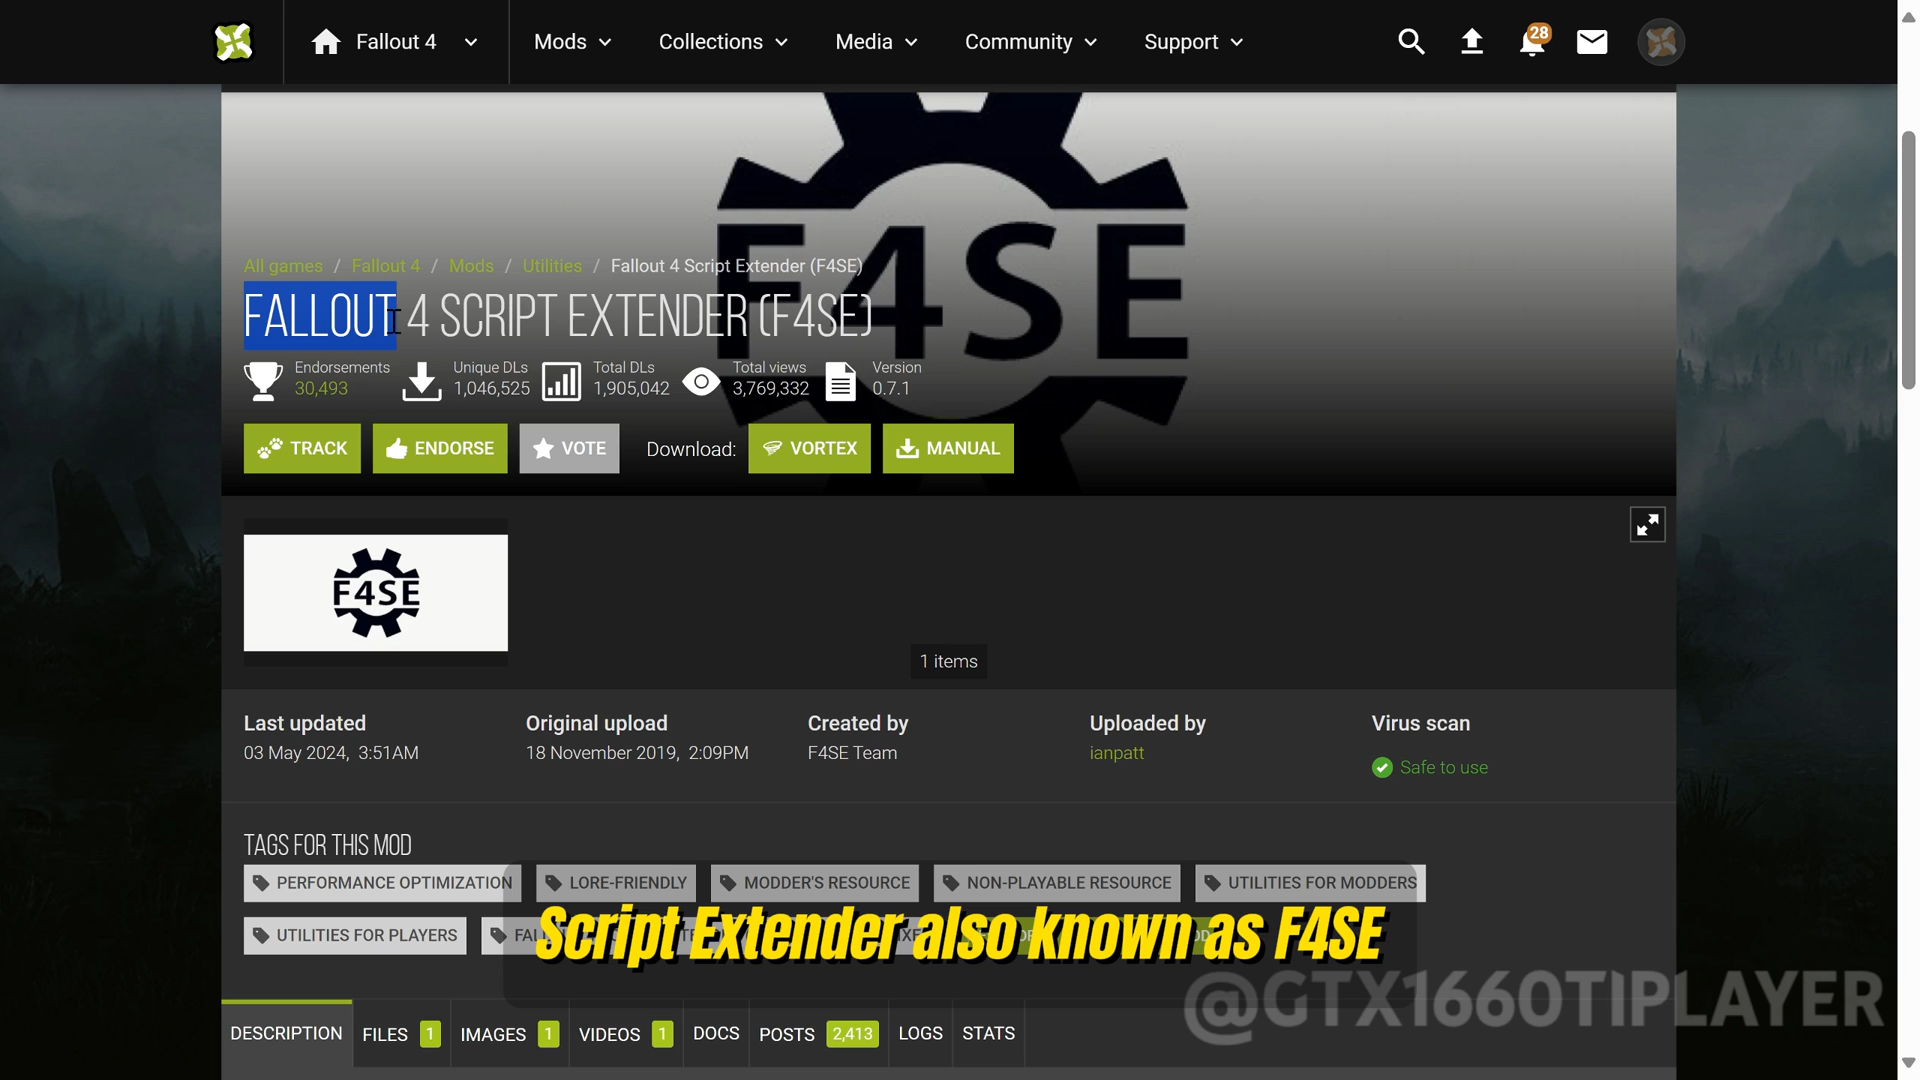 Fallout 4
Mods
Collections
Media
Community
Support
28
F4SE
All games / Fallout 4 / Mods / Utilities / Fallout 4 Script Extender (F4SE)
FALLOUT 4 SCRIPT EXTENDER (F4SE)
Endorsements
30,493
Unique DLs
1,046,525
Total DLs
1,905,042
Total views
3,769,332
Version
0.7.1
TRACK
ENDORSE
VOTE
Download:
VORTEX
MANUAL
F4SE
1 items
Last updated
03 May 2024, 3:51AM
Original upload
18 November 2019, 2:09PM
Created by
F4SE Team
Uploaded by
ianpatt
Virus scan
Safe to use
TAGS FOR THIS MOD
PERFORMANCE OPTIMIZATION
LORE-FRIENDLY
MODDER'S RESOURCE
NON-PLAYABLE RESOURCE
UTILITIES FOR MODDERS
UTILITIES FOR PLAYERS
Script Extender also known as F4SE
@GTX1660TIPLAYER
DESCRIPTION
FILES 1
IMAGES 1
VIDEOS 1
DOCS
POSTS 2,413
LOGS
STATS